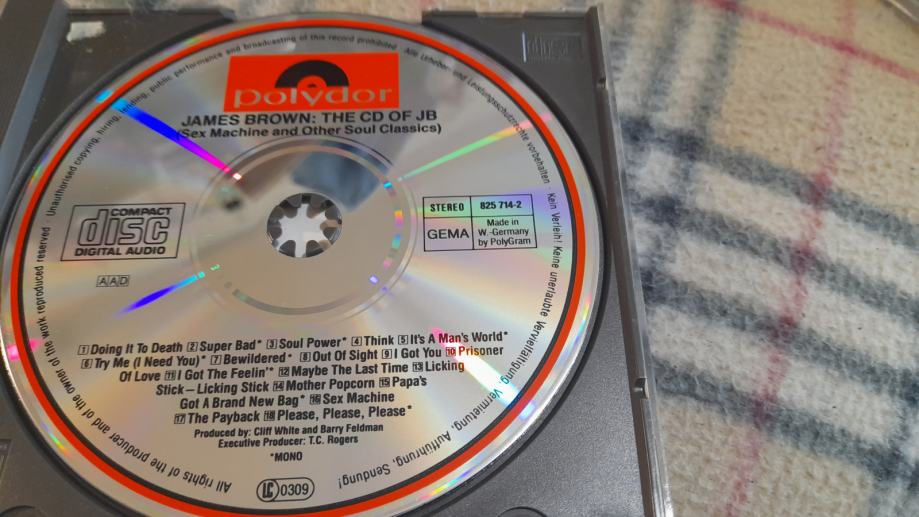 polydor
JAMES BROWN: THE CD OF JB
(Sex Machine and Other Soul Classics)
COMPACT
disc
DIGITAL AUDIO
AAD
STEREO 825 714-2
GEMA Made in
W.-Germany
by PolyGram
1 Doing It To Death 2 Super Bad* 3 Soul Power* 4 Think 5 It's A Man's World*
6 Try Me (I Need You)* 7 Bewildered* 8 Out Of Sight 9 I Got You 10 Prisoner
Of Love 11 I Got The Feelin'* 12 Maybe The Last Time 13 Licking
Stick – Licking Stick 14 Mother Popcorn 15 Papa's
Got A Brand New Bag* 16 Sex Machine
17 The Payback 18 Please, Please, Please*
Produced by: Cliff White and Barry Feldman
Executive Producer: T.C. Rogers
*MONO
LC 0309
All rights of the producer and of the owner of the work reproduced reserved · Unauthorised copying, hiring, lending, public performance and broadcasting of this record prohibited · Alle Urheber- und Leistungsschutzrechte vorbehalten · Kein Verleih! Keine unerlaubte Vervielfältigung, Vermietung, Aufführung, Sendung!
disc